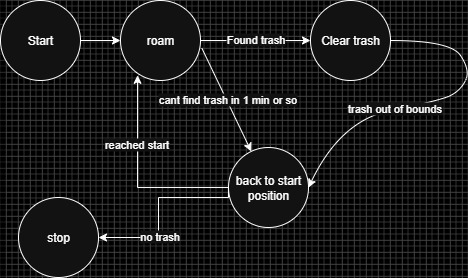 Start
roam
Found trash
Clear trash
cant find trash in 1 min or so
trash out of bounds
reached start
back to start
position
stop
no trash